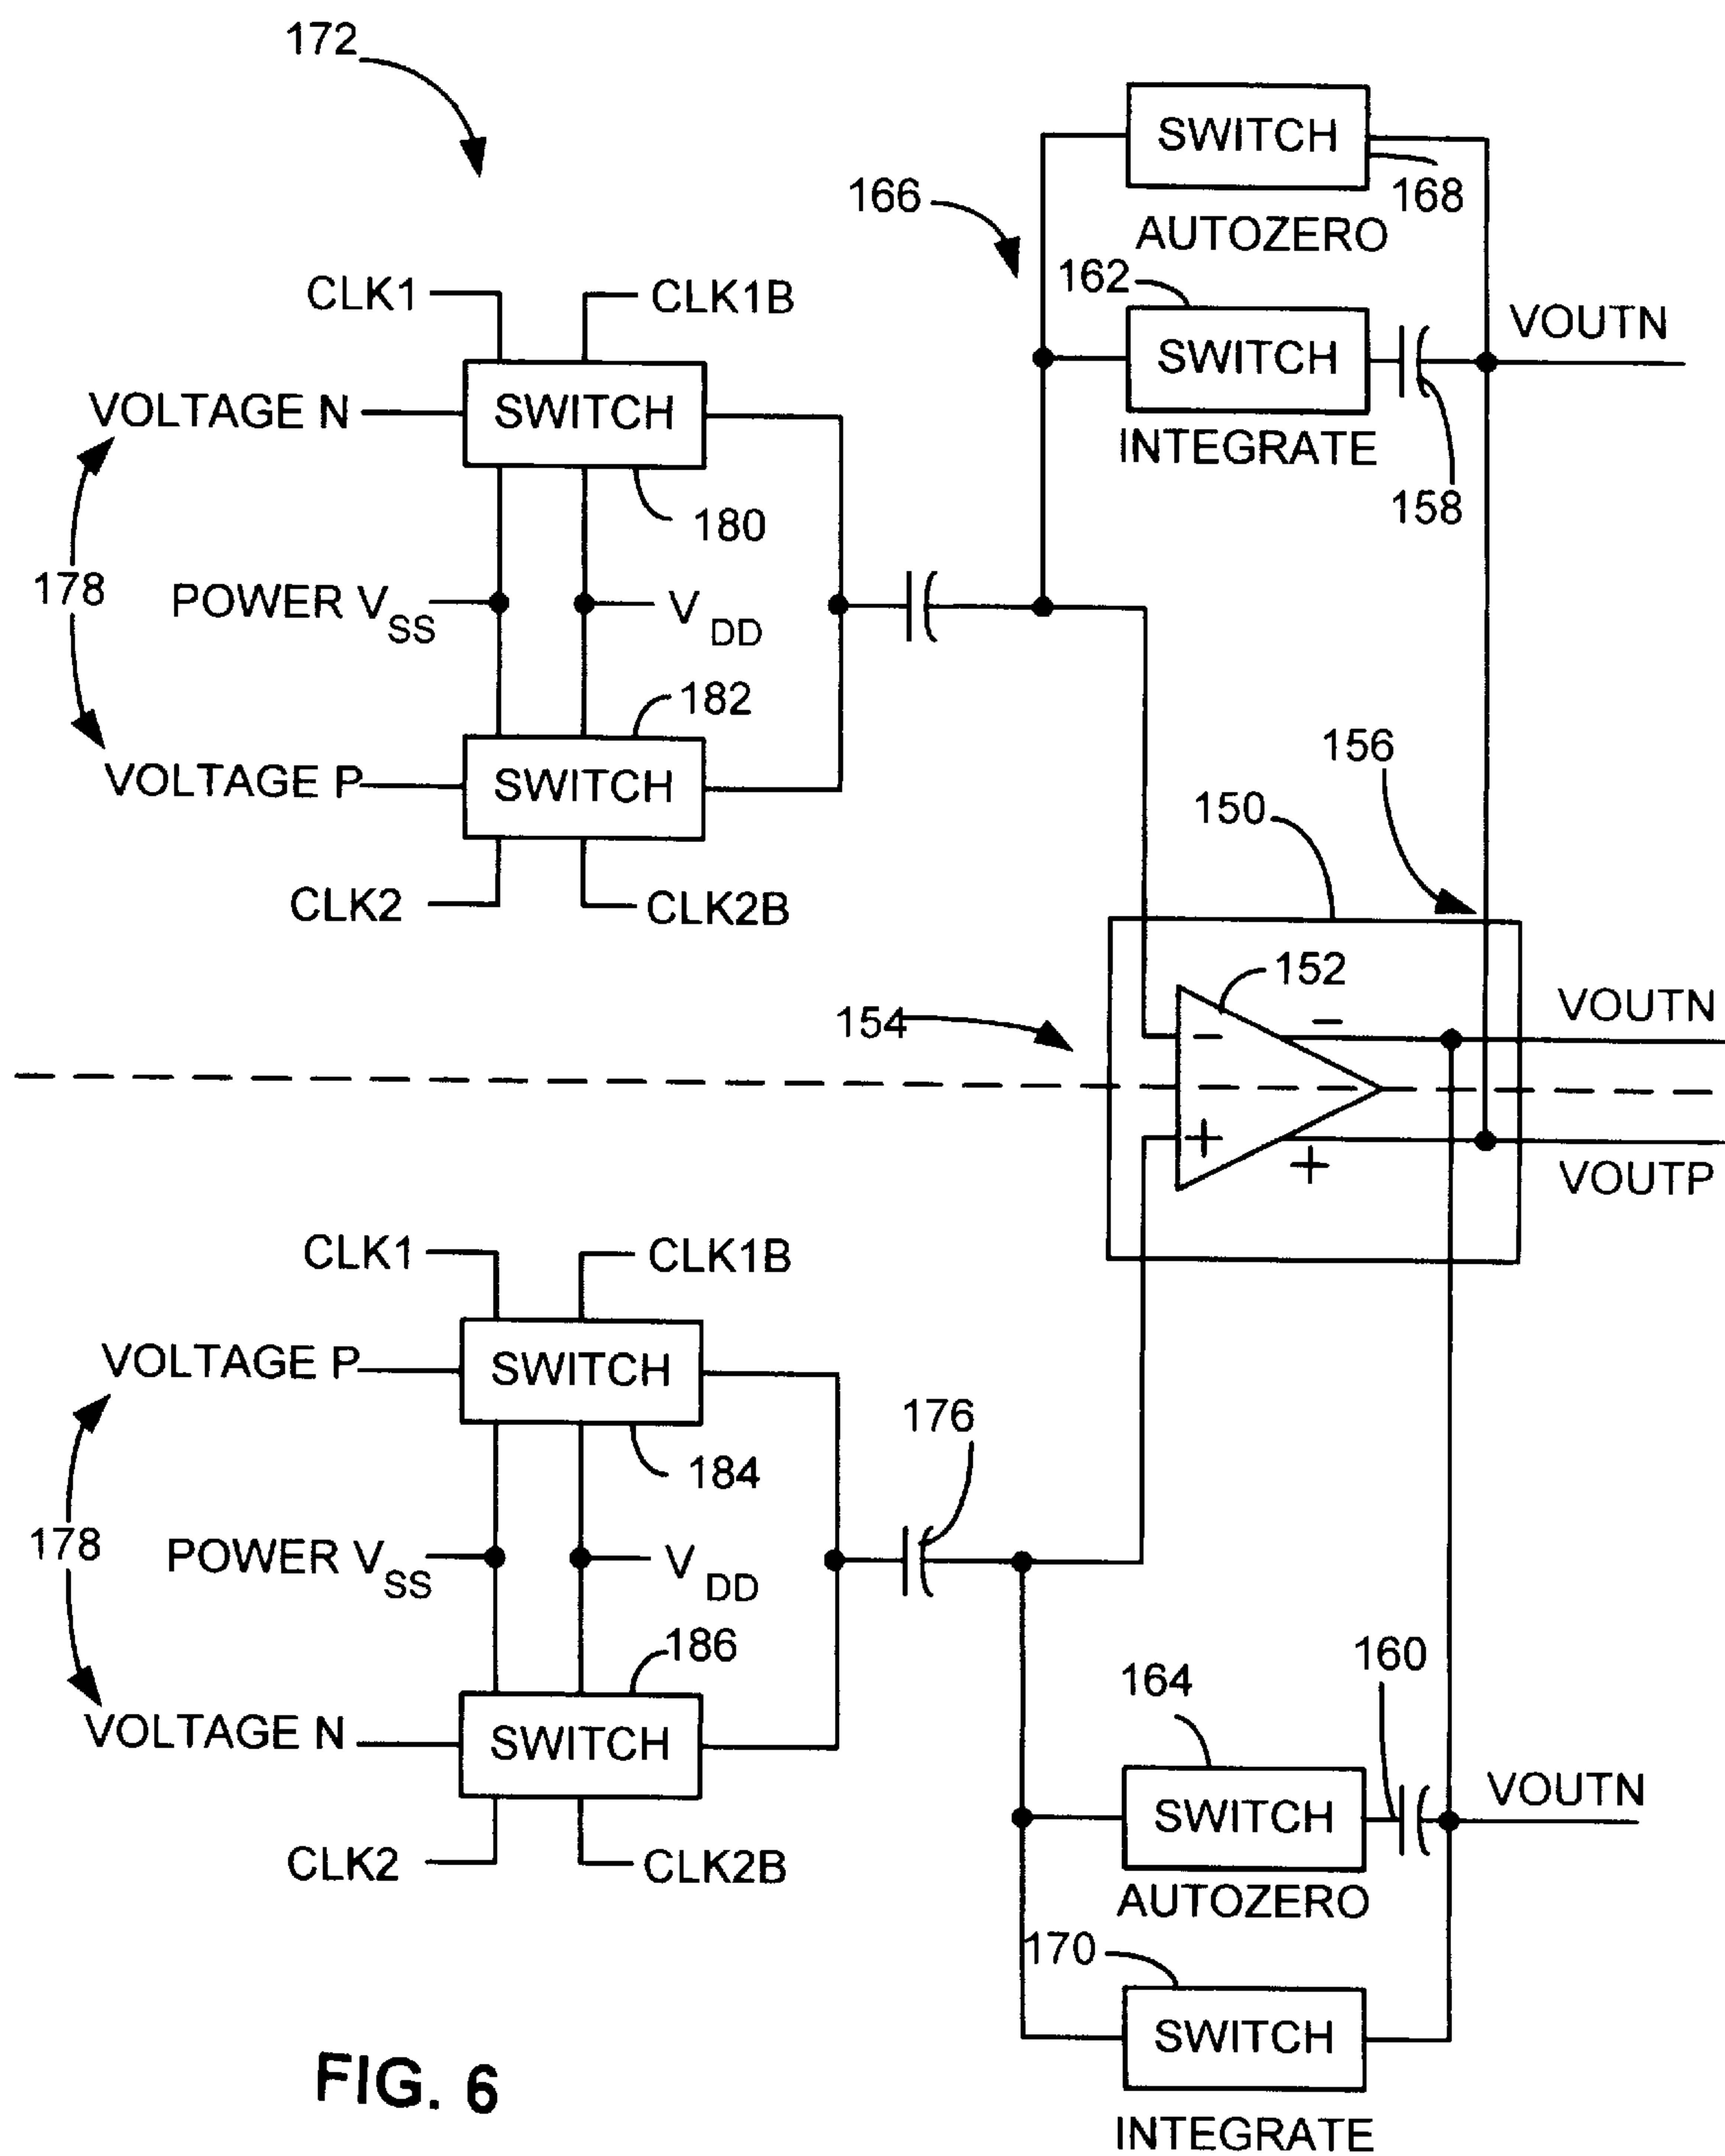 172
SWITCH
168
166
AUTOZERO
162
CLK1
CLK1B
SWITCH
VOUTN
VOLTAGE N
SWITCH
INTEGRATE
158
180
178
POWER VSS
VDD
182
VOLTAGE P
SWITCH
156
150
CLK2
CLK2B
152
VOUTN
154
−
−
+
+
VOUTP
CLK1
CLK1B
VOLTAGE P
SWITCH
176
184
178
POWER VSS
VDD
186
160
164
VOLTAGE N
SWITCH
VOUTN
SWITCH
CLK2
CLK2B
AUTOZERO
170
SWITCH
FIG. 6
INTEGRATE